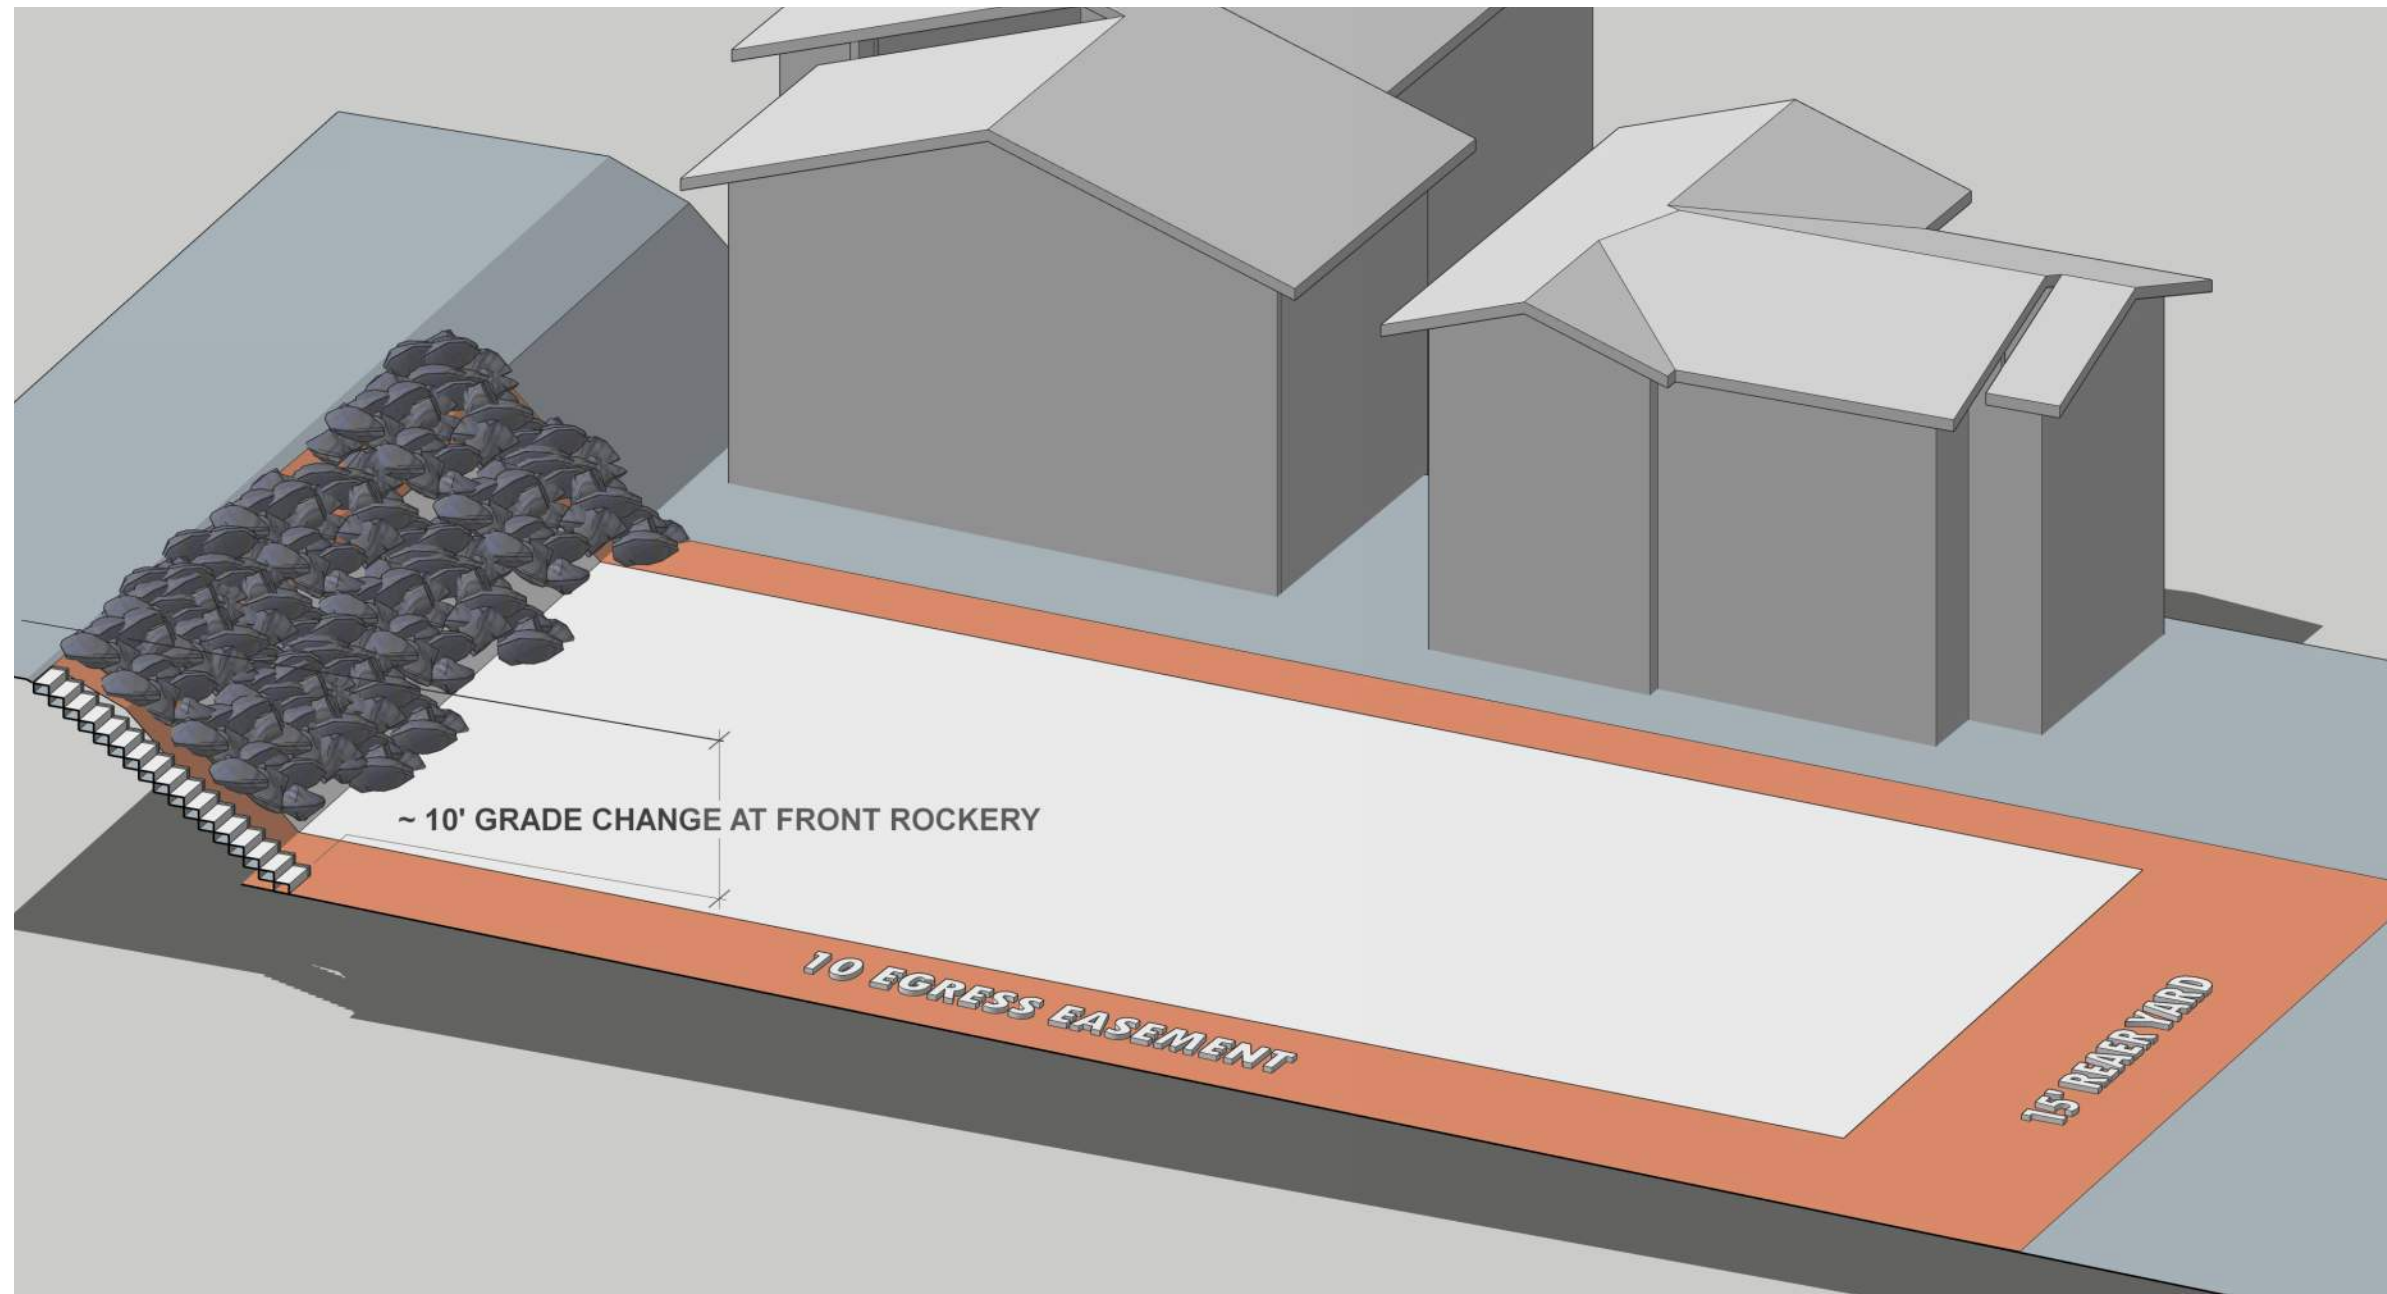 ~ 10' GRADE CHANGE AT FRONT ROCKERY
10 EGRESS EASEMENT
15' REAER YARD